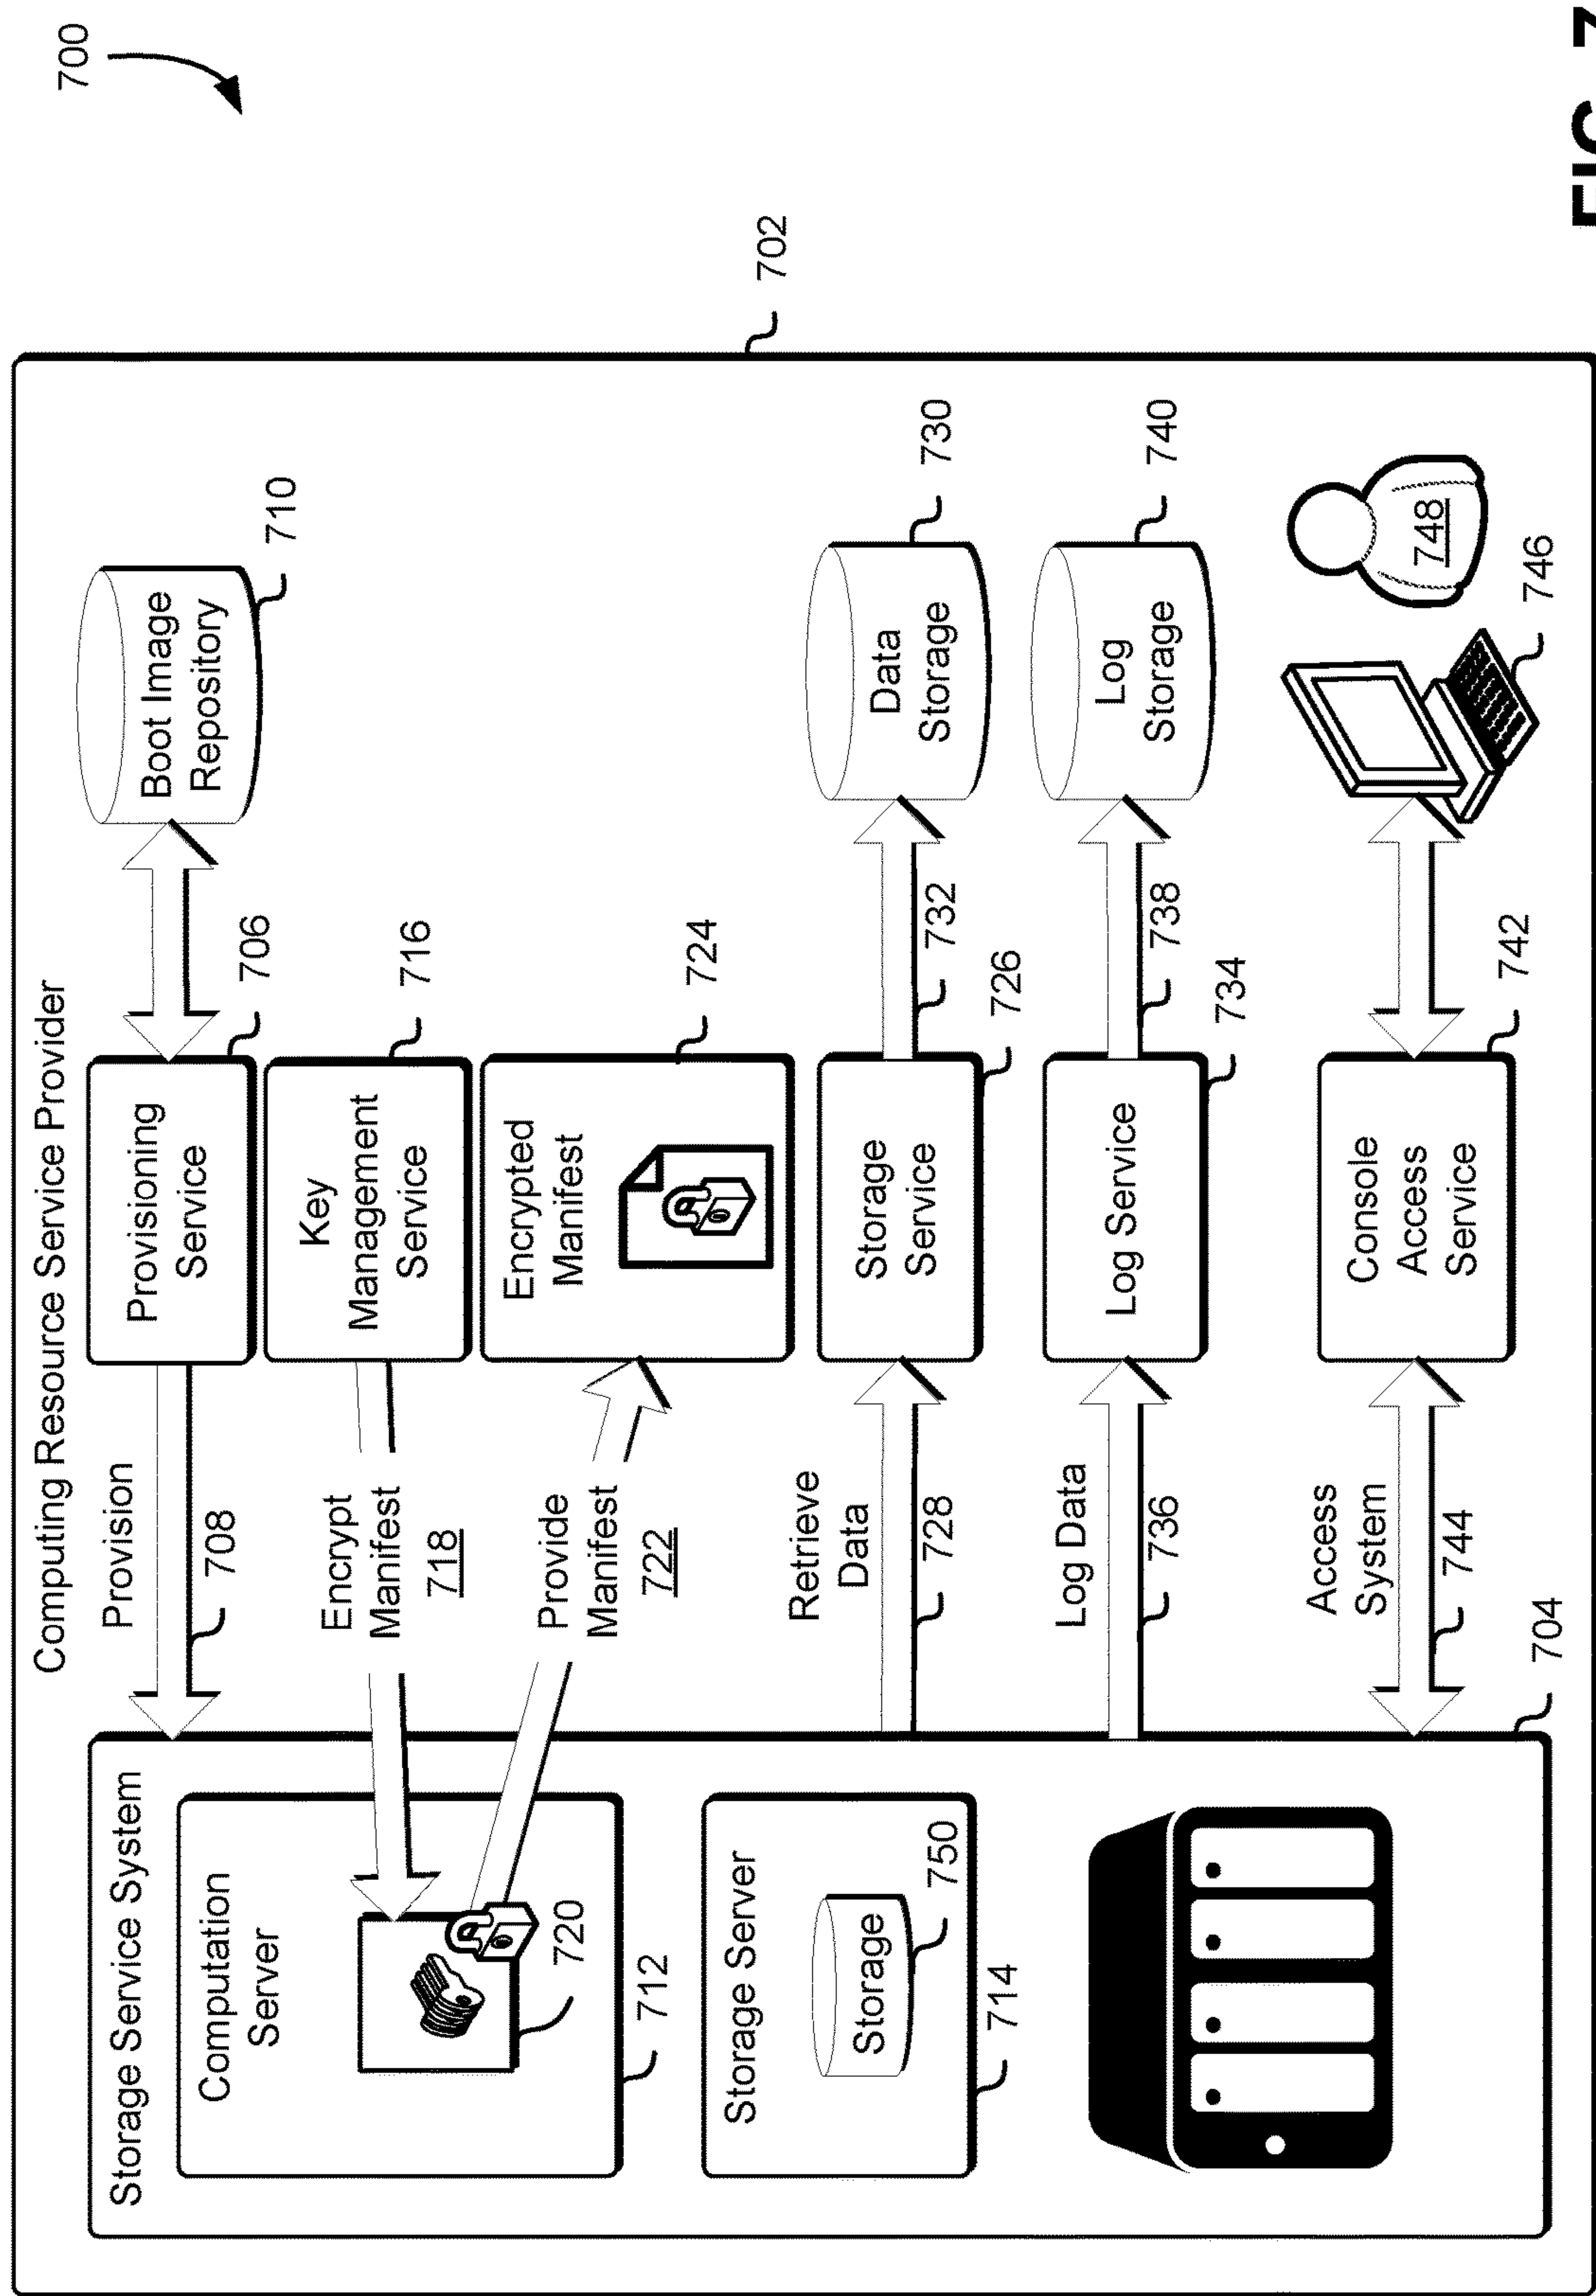 700
Computing Resource Service Provider
702
Storage Service System
Computation
Server
720
712
Storage Server
Storage
750
714
704
Provision
708
Encrypt
Manifest
718
Provide
Manifest
722
Retrieve
Data
728
Log Data
736
Access
System
744
Provisioning
Service
706
Key
Management
Service
716
Encrypted
Manifest
724
Storage
Service
726
732
Log Service
734
738
Console
Access
Service
742
Boot Image
Repository
710
Data
Storage
730
Log
Storage
740
746
748
FIG. 7